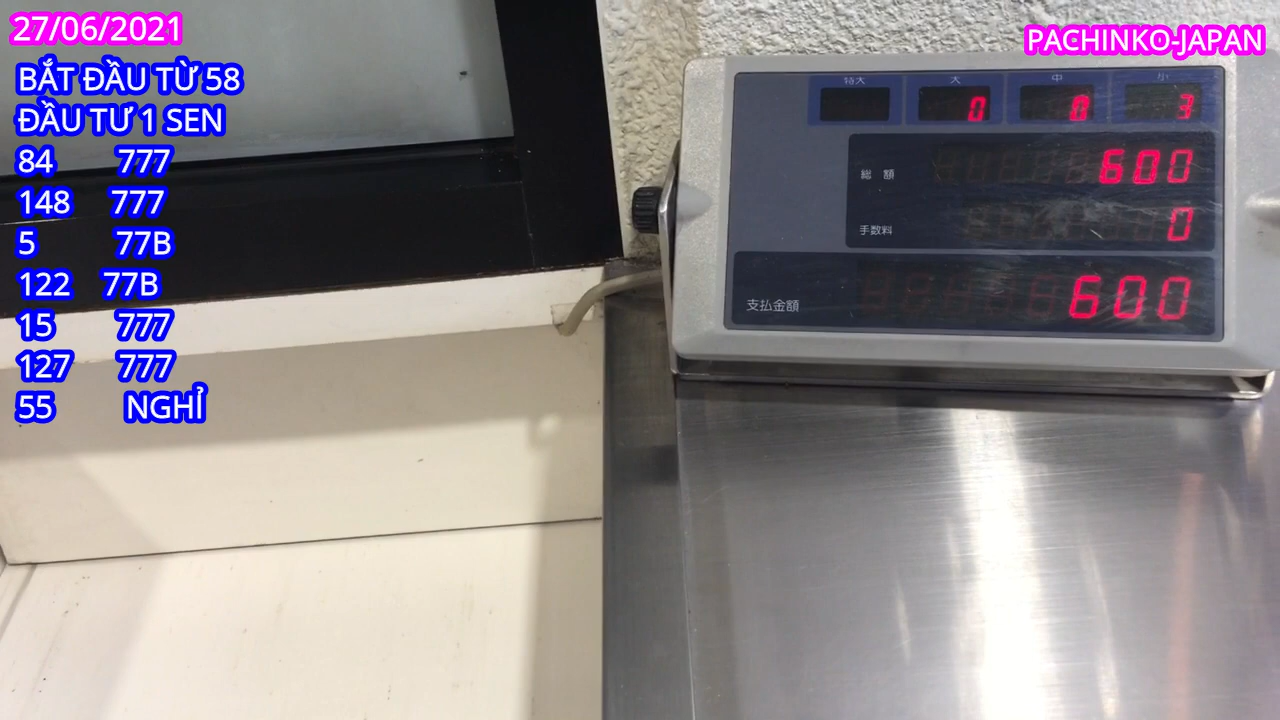 27/06/2021
BẮT ĐẦU TỪ 58
ĐẦU TƯ 1 SEN
84 777
148 777
5 77B
122 77B
15 777
127 777
55 NGHỈ
PACHINKO-JAPAN
特大 大 中 小
0 0 3
総額 600
手数料 0
支払金額 600